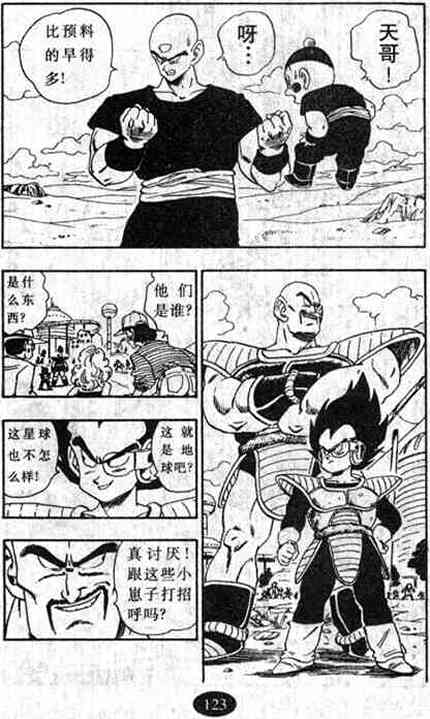 天哥!
呀…
比预料
的早得
多!
他们
是谁?
是什
么东
西?
这就
是地
球吧?
这星球
也不怎
么样!
真讨厌!
跟这些小
崽子打招
呼吗?
123